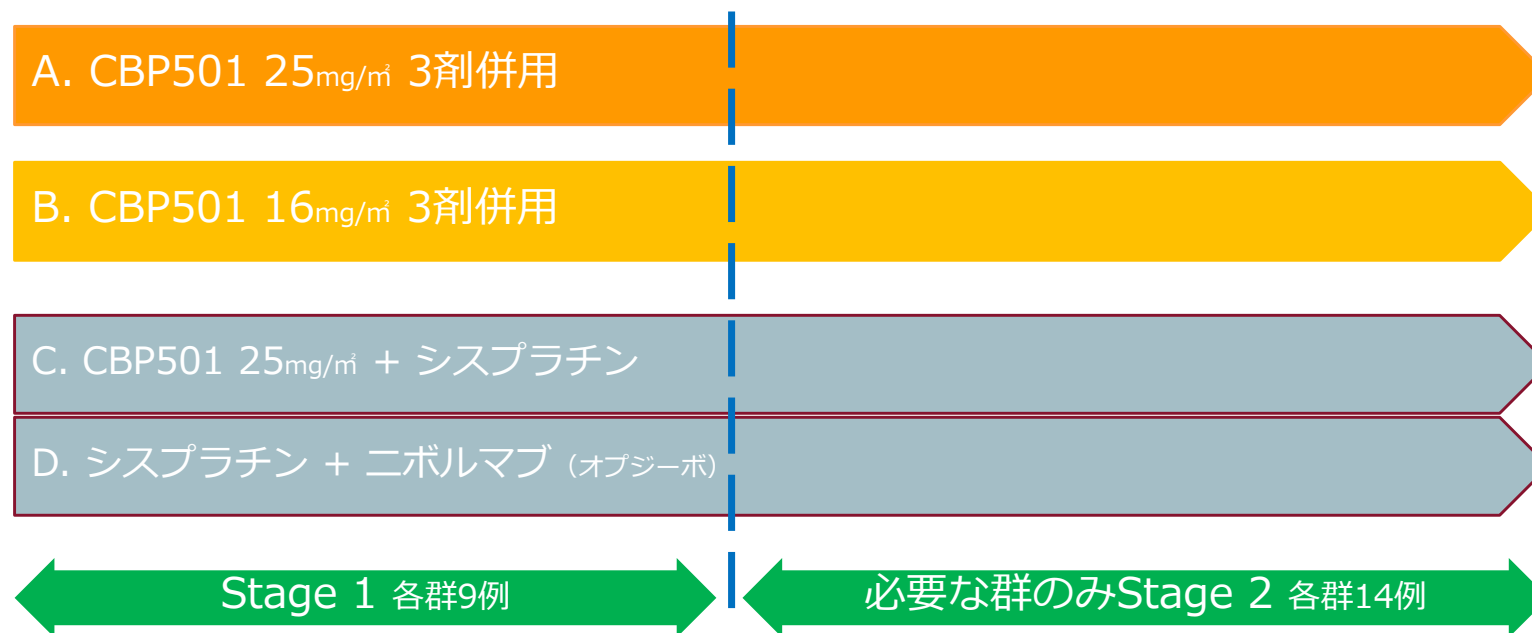 A. CBP501 25mg/㎡ 3剤併用
B. CBP501 16mg/㎡ 3剤併用
C. CBP501 25mg/㎡ + シスプラチン
D. シスプラチン + ニボルマブ（オプジーボ）
Stage 1 各群9例
必要な群のみStage 2 各群14例